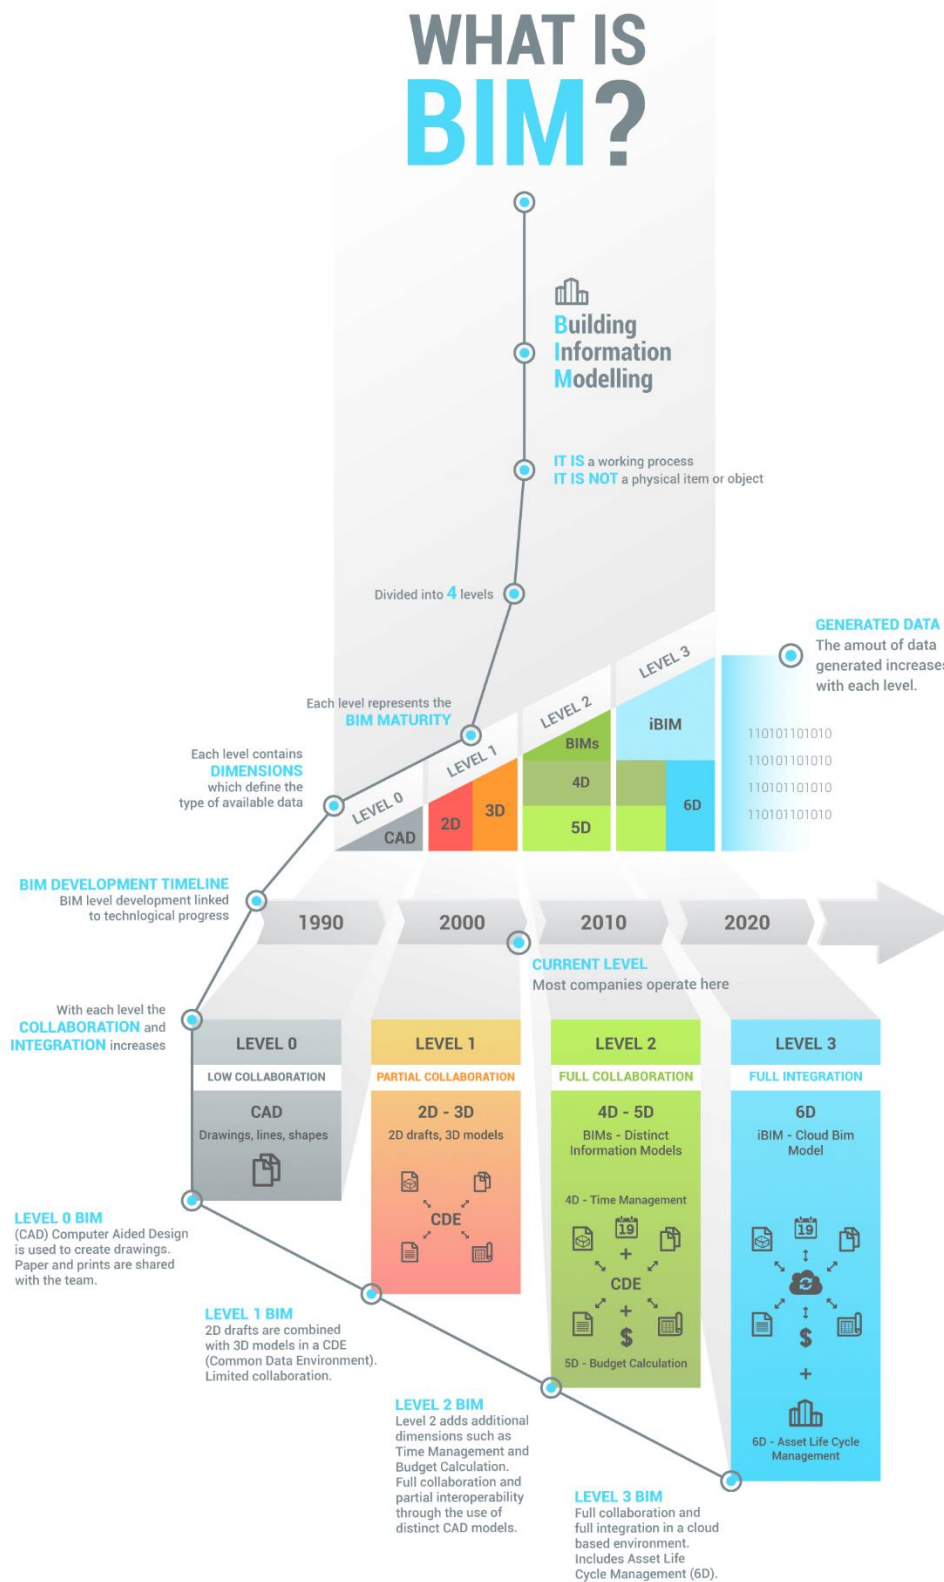 WHAT IS
BIM?
Building
Information
Modelling
IT IS a working process
IT IS NOT a physical item or object
Divided into 4 levels
GENERATED DATA
The amout of data
generated increases
with each level.
Each level represents the
BIM MATURITY
Each level contains
DIMENSIONS
which define the
type of available data
LEVEL 0
LEVEL 1
LEVEL 2
LEVEL 3
CAD
2D
3D
BIMs
4D
5D
iBIM
6D
110101101010
110101101010
110101101010
110101101010
BIM DEVELOPMENT TIMELINE
BIM level development linked
to technlogical progress
1990
2000
2010
2020
CURRENT LEVEL
Most companies operate here
With each level the
COLLABORATION and
INTEGRATION increases
LEVEL 0
LOW COLLABORATION
CAD
Drawings, lines, shapes
LEVEL 1
PARTIAL COLLABORATION
2D - 3D
2D drafts, 3D models
CDE
LEVEL 2
FULL COLLABORATION
4D - 5D
BIMs - Distinct
Information Models
4D - Time Management
19
+
CDE
+
$
5D - Budget Calculation
LEVEL 3
FULL INTEGRATION
6D
iBIM - Cloud Bim
Model
19
$
+
6D - Asset Life Cycle
Management
LEVEL 0 BIM
(CAD) Computer Aided Design
is used to create drawings.
Paper and prints are shared
with the team.
LEVEL 1 BIM
2D drafts are combined
with 3D models in a CDE
(Common Data Environment).
Limited collaboration.
LEVEL 2 BIM
Level 2 adds additional
dimensions such as
Time Management and
Budget Calculation.
Full collaboration and
partial interoperability
through the use of
distinct CAD models.
LEVEL 3 BIM
Full collaboration and
full integration in a cloud
based environment.
Includes Asset Life
Cycle Management (6D).